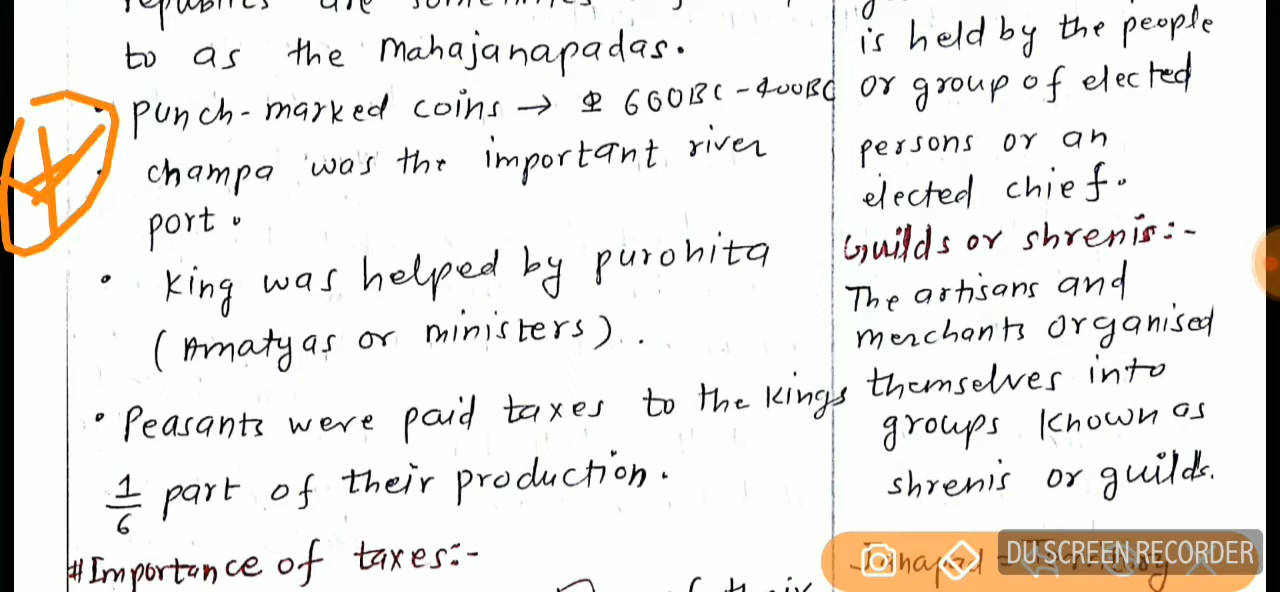 to as the Mahajanapadas.
• Punch-marked coins → 600BC-400BC
• Champa was the important river
port.
• King was helped by purohita
(Amatyas or ministers)..
• Peasants were paid taxes to the kings
1/6 part of their production.
#Importance of taxes:-
is held by the people
or group of elected
persons or an
elected chief.
Guilds or shrenis:-
The artisans and
merchants organised
themselves into
groups known as
shrenis or guilds.
DU SCREEN RECORDER